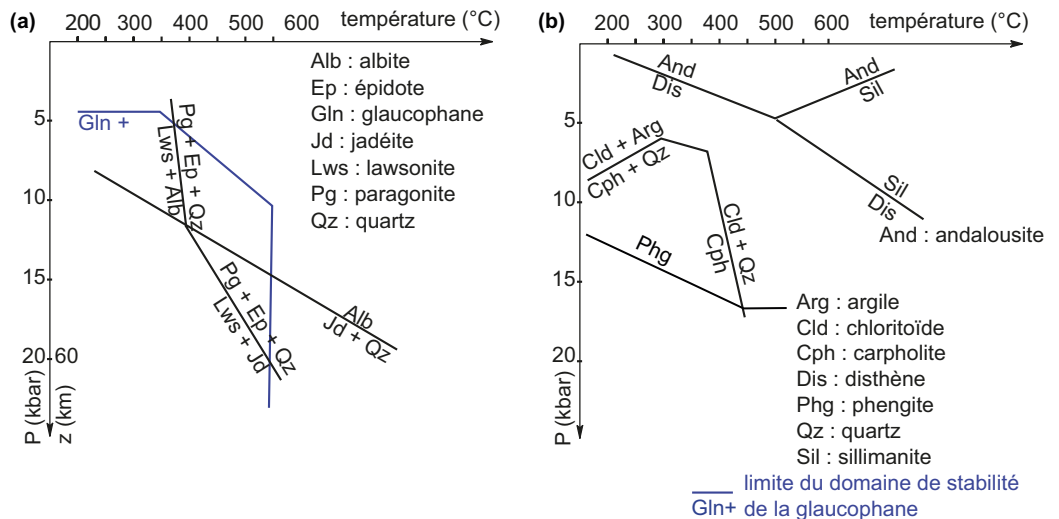 (a)
200 300 400 500 600 température (°C)
5
10
15
20 60
P (kbar)
z (km)
Gln +
Pg + Ep + Qz
Lws + Alb
Pg + Ep + Qz
Lws + Jd
Alb
Jd + Qz
Alb : albite
Ep : épidote
Gln : glaucophane
Jd : jadéite
Lws : lawsonite
Pg : paragonite
Qz : quartz
(b)
200 300 400 500 600 température (°C)
5
10
15
20
P (kbar)
And
Dis
And
Sil
Sil
Dis
Cld + Arg
Cph + Qz
Cld + Qz
Cph
Phg
And : andalousite
Arg : argile
Cld : chloritoïde
Cph : carpholite
Dis : disthène
Phg : phengite
Qz : quartz
Sil : sillimanite
Gln+
limite du domaine de stabilité
de la glaucophane